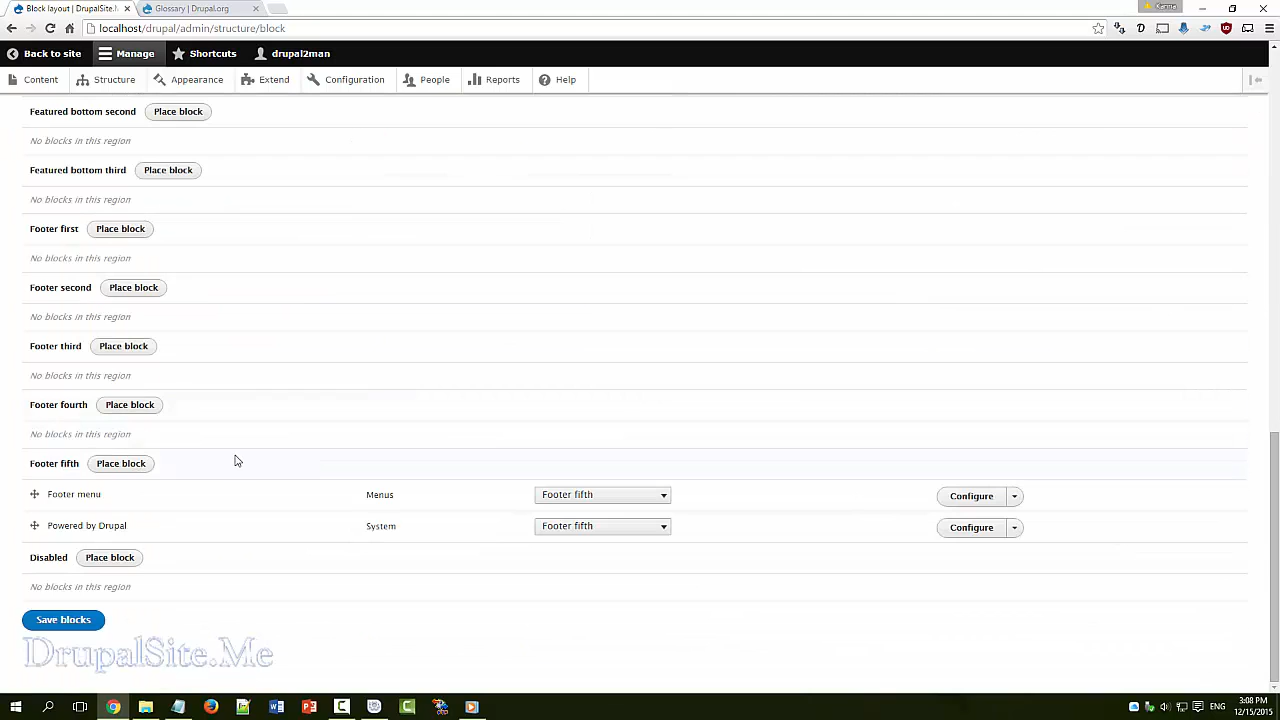 Block layout | DrupalSite.M
Glossary | Drupal.org
Karma
localhost/drupal/admin/structure/block
Back to site
Manage
Shortcuts
drupal2man
Content
Structure
Appearance
Extend
Configuration
People
Reports
Help
Featured bottom second Place block
No blocks in this region
Featured bottom third Place block
No blocks in this region
Footer first Place block
No blocks in this region
Footer second Place block
No blocks in this region
Footer third Place block
No blocks in this region
Footer fourth Place block
No blocks in this region
Footer fifth Place block
Footer menu Menus Footer fifth Configure
Powered by Drupal System Footer fifth Configure
Disabled Place block
No blocks in this region
Save blocks
DrupalSite.Me
ENG
3:08 PM
12/15/2015